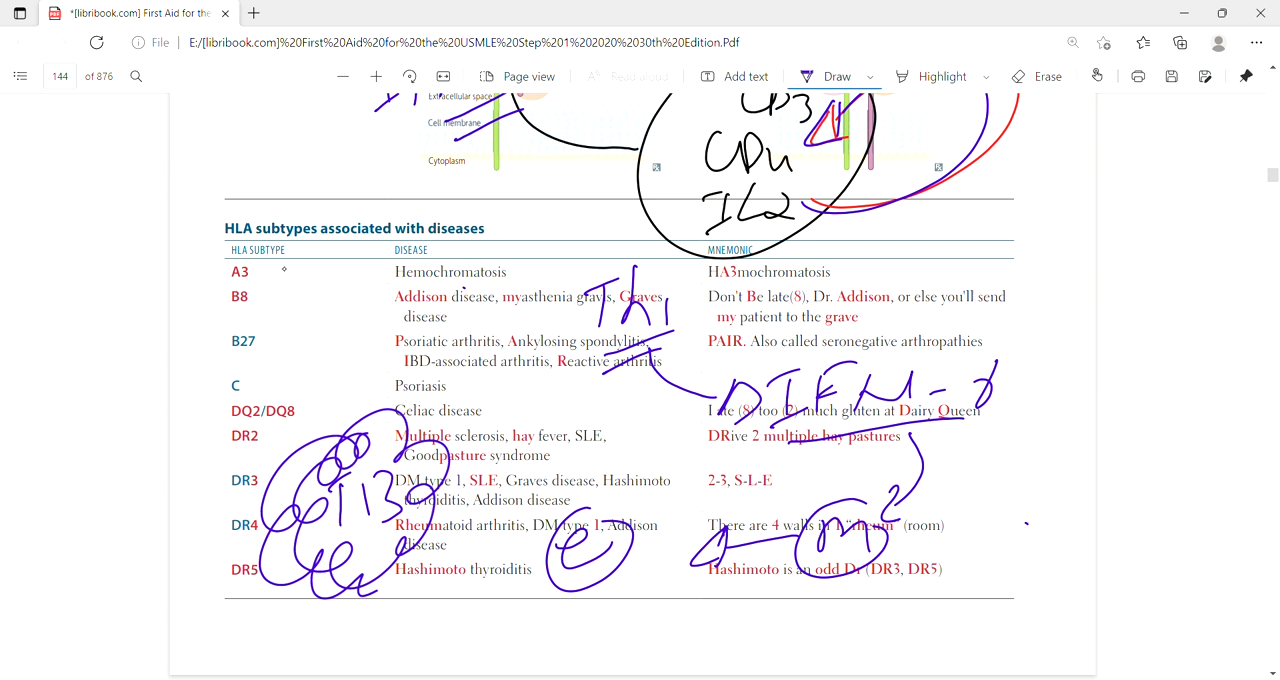 *[libribook.com] First Aid for the
File E:/[libribook.com]%20First%20Aid%20for%20the%20USMLE%20Step%201%202020%2030th%20Edition.Pdf
144 of 876 Page view Read aloud Add text Draw Highlight Erase
Extracellular space
Cell membrane
Cytoplasm
CD3
CD4
IL2
HLA subtypes associated with diseases
HLA SUBTYPE DISEASE MNEMONIC
A3 Hemochromatosis HA3mochromatosis
B8 Addison disease, myasthenia gravis, Graves Don't Be late(8), Dr. Addison, or else you'll send
disease my patient to the grave
Th1
B27 Psoriatic arthritis, Ankylosing spondylitis, PAIR. Also called seronegative arthropathies
IBD-associated arthritis, Reactive arthritis
C Psoriasis
DQ2/DQ8 Celiac disease I ate (8) too (2) much gluten at Dairy Queen
DR2 Multiple sclerosis, hay fever, SLE, DRive 2 multiple hay pastures
Goodpasture syndrome
DR3 DM type 1, SLE, Graves disease, Hashimoto 2-3, S-L-E
thyroiditis, Addison disease
DR4 Rheumatoid arthritis, DM type 1, Addison There are 4 walls in 1 "rheum" (room)
disease
DR5 Hashimoto thyroiditis Hashimoto is an odd Dr (DR3, DR5)